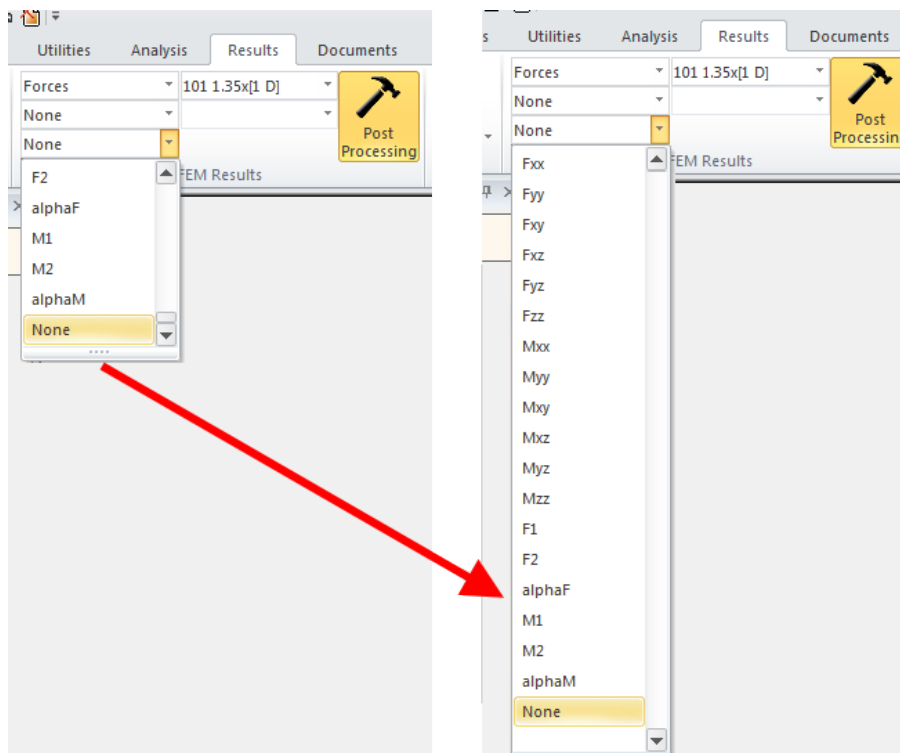 Utilities Analysis Results Documents
Forces 101 1.35x[1 D]
None
None
Post
Processing
FEM Results
F2
alphaF
M1
M2
alphaM
None
s Utilities Analysis Results Documents
Forces 101 1.35x[1 D]
None
None
Post
Processin
FEM Results
Fxx
Fyy
Fxy
Fxz
Fyz
Fzz
Mxx
Myy
Mxy
Mxz
Myz
Mzz
F1
F2
alphaF
M1
M2
alphaM
None